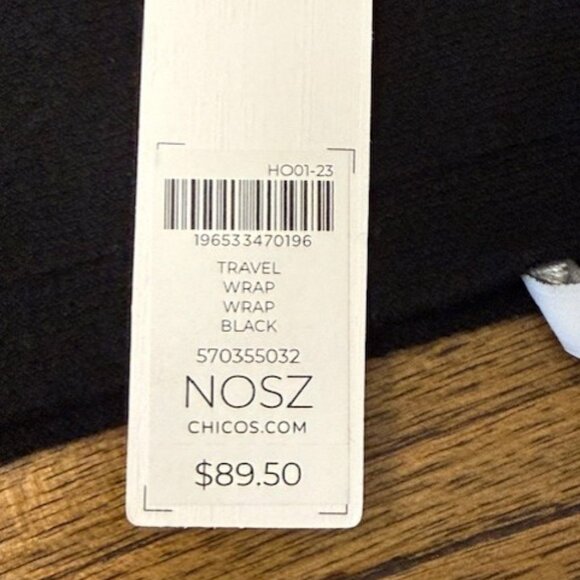 HO01-23
196533470196
TRAVEL
WRAP
WRAP
BLACK
570355032
NOSZ
CHICOS.COM
$89.50